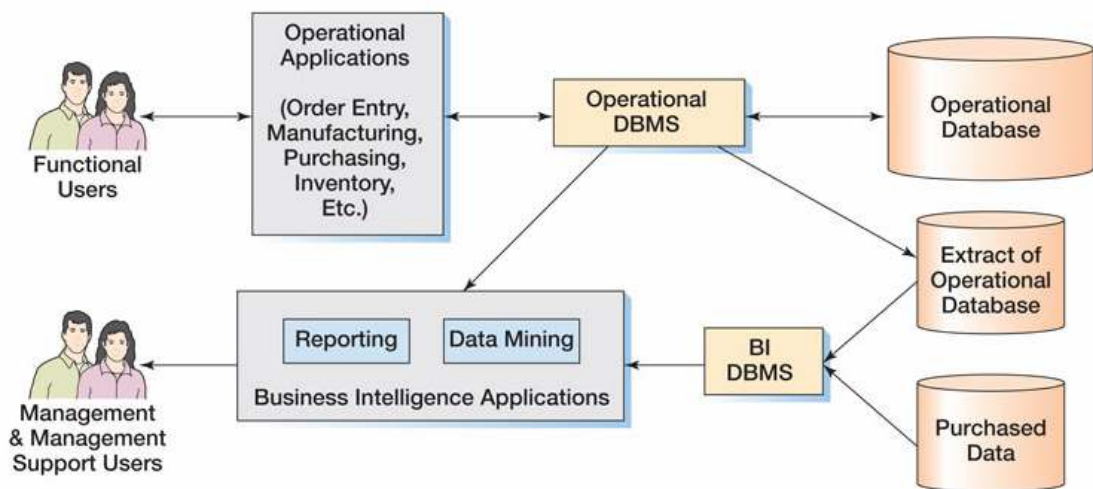 Operational
Applications
(Order Entry,
Manufacturing,
Purchasing,
Inventory,
Etc.)
Functional
Users
Operational
DBMS
Operational
Database
Extract of
Operational
Database
Reporting
Data Mining
Business Intelligence Applications
BI
DBMS
Management
& Management
Support Users
Purchased
Data